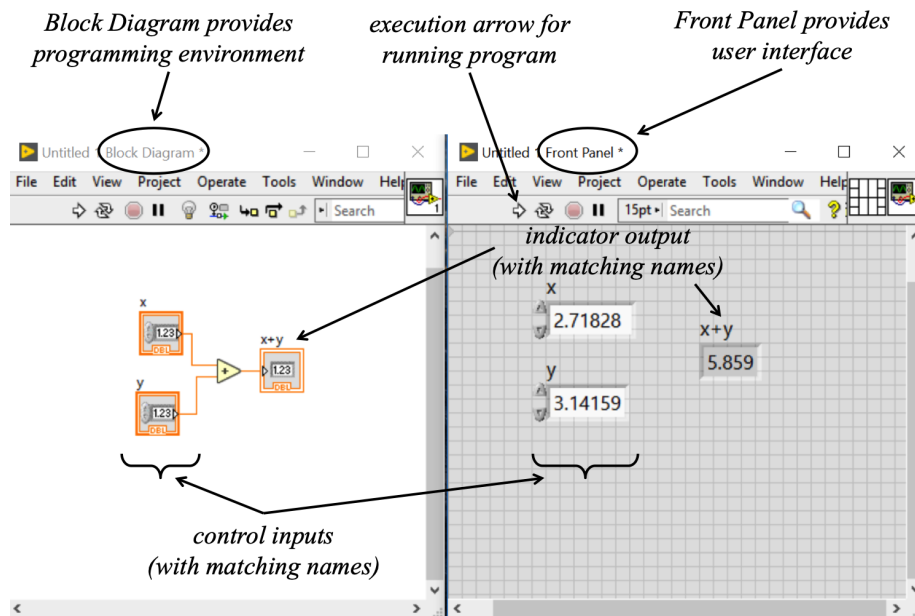 Block Diagram provides
programming environment
execution arrow for
running program
Front Panel provides
user interface
Untitled 1 Block Diagram *
Untitled 1 Front Panel *
File Edit View Project Operate Tools Window Help
File Edit View Project Operate Tools Window Help
Search
1
15pt
Search
?
indicator output
(with matching names)
x
1.23
DBL
y
1.23
DBL
+
x+y
1.23
DBL
x
2.71828
y
3.14159
x+y
5.859
control inputs
(with matching names)